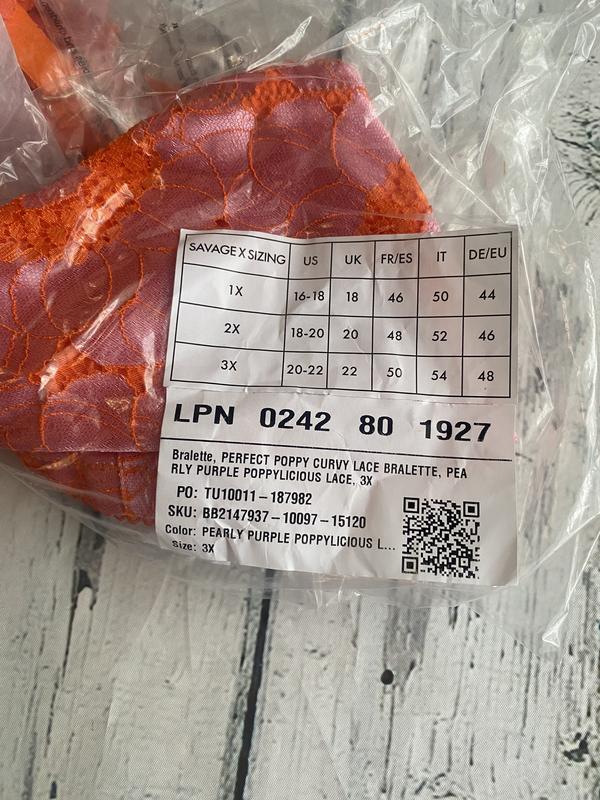 SAVAGE X SIZING US UK FR/ES IT DE/EU
1X 16-18 18 46 50 44
2X 18-20 20 48 52 46
3X 20-22 22 50 54 48
LPN 0242 80 1927
Bralette, PERFECT POPPY CURVY LACE BRALETTE, PEA
RLY PURPLE POPPYLICIOUS LACE, 3X
PO: TU10011-187982
SKU: BB2147937-10097-15120
Color: PEARLY PURPLE POPPYLICIOUS L...
Size: 3X